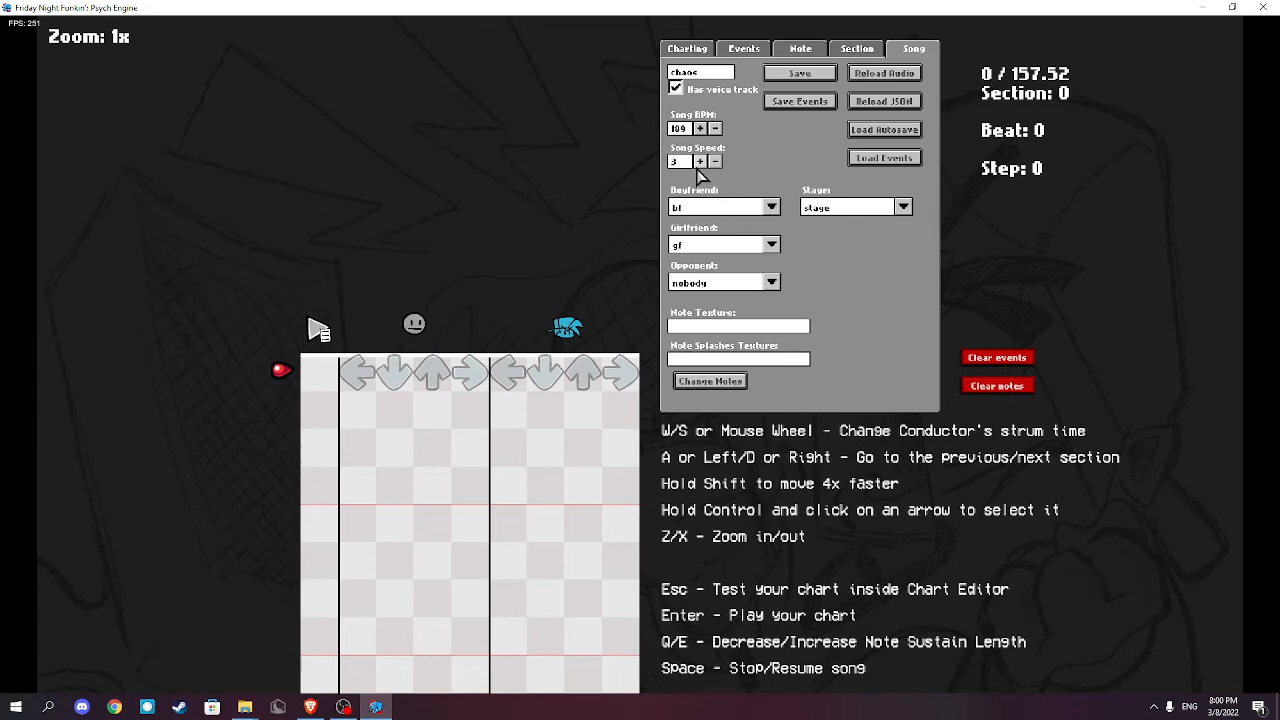 Friday Night Funkin': Psych Engine
FPS: 251
Zoom: 1x
Charting Events Note Section Song
chaos
Save
Reload Audio
Has voice track
Save Events
Reload JSON
Song BPM:
189 + -
Load Autosave
Song Speed:
3 + -
Load Events
Boyfriend:
Stage:
bf
stage
Girlfriend:
gf
Opponent:
nobody
Note Texture:
Note Splashes Texture:
Change Notes
0 / 157.52
Section: 0
Beat: 0
Step: 0
Clear events
Clear notes
W/S or Mouse Wheel - Change Conductor's strum time
A or Left/D or Right - Go to the previous/next section
Hold Shift to move 4x faster
Hold Control and click on an arrow to select it
Z/X - Zoom in/out
Esc - Test your chart inside Chart Editor
Enter - Play your chart
Q/E - Decrease/Increase Note Sustain Length
Space - Stop/Resume song
ENG
8:00 PM
3/8/2022